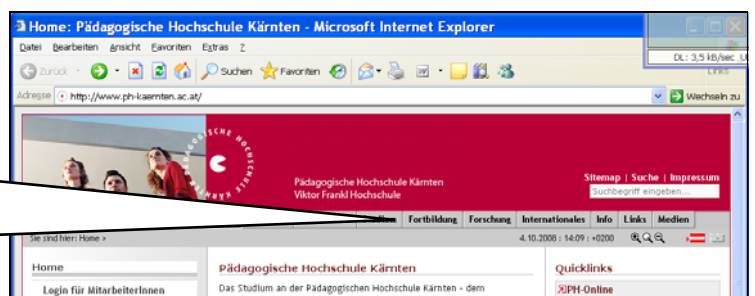 Home: Pädagogische Hochschule Kärnten - Microsoft Internet Explorer
Datei Bearbeiten Ansicht Favoriten Extras ?
DL: 3,5 kB/sec
Zurück Suchen Favoriten Links
Adresse http://www.ph-kaernten.ac.at/ Wechseln zu
PÄDAGOGISCHE HOCHSCHULE KÄRNTEN
Pädagogische Hochschule Kärnten
Viktor Frankl Hochschule
Sitemap | Suche | Impressum
Suchbegriff eingeben...
Fortbildung Forschung Internationales Info Links Medien
Sie sind hier: Home » 4.10.2008 : 14:09 : +0200
Home Pädagogische Hochschule Kärnten Quicklinks
Login für MitarbeiterInnen Das Studium an der Pädagogischen Hochschule Kärnten - dem PH-Online